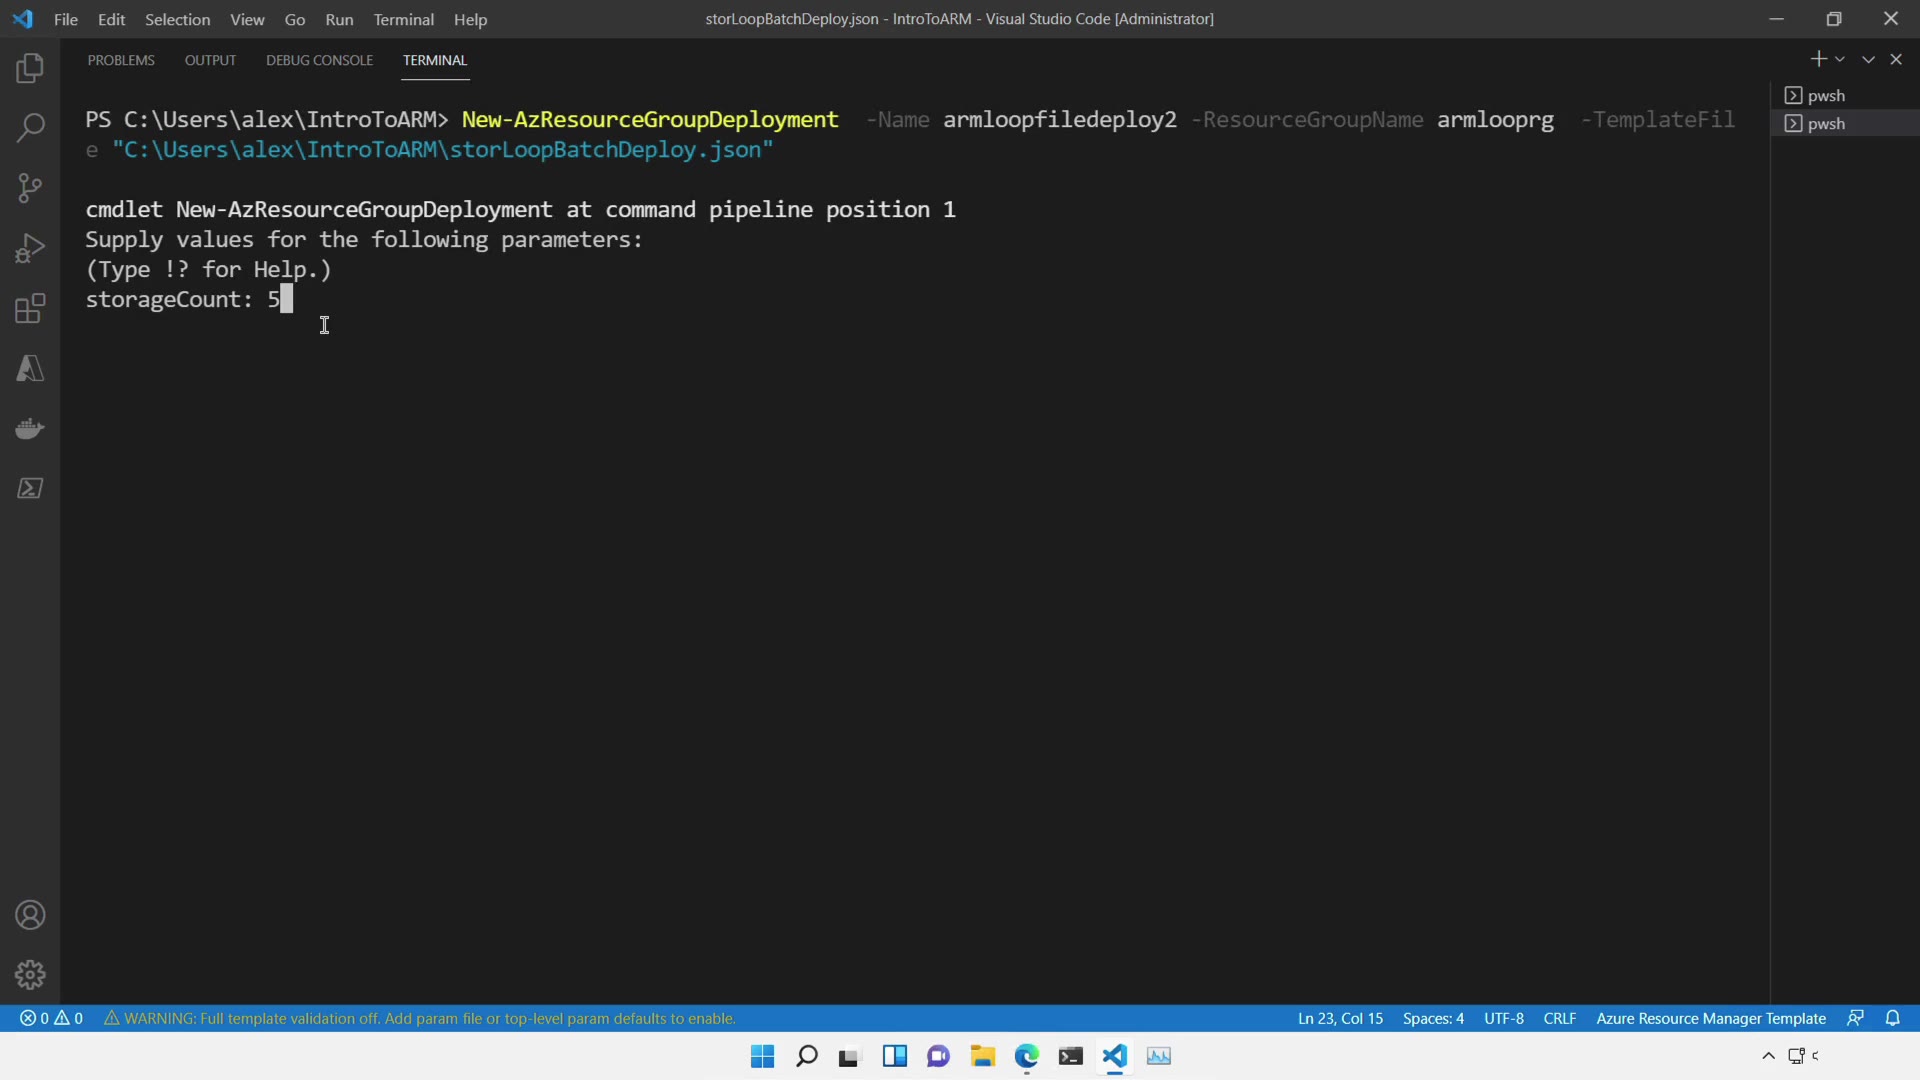 File Edit Selection View Go Run Terminal Help
storLoopBatchDeploy.json - IntroToARM - Visual Studio Code [Administrator]
PROBLEMS OUTPUT DEBUG CONSOLE TERMINAL
pwsh
pwsh
PS C:\Users\alex\IntroToARM> New-AzResourceGroupDeployment  -Name armloopfiledeploy2 -ResourceGroupName armlooprg  -TemplateFil
e "C:\Users\alex\IntroToARM\storLoopBatchDeploy.json"
cmdlet New-AzResourceGroupDeployment at command pipeline position 1
Supply values for the following parameters:
(Type !? for Help.)
storageCount: 5
0 0 WARNING: Full template validation off. Add param file or top-level param defaults to enable. Ln 23, Col 15 Spaces: 4 UTF-8 CRLF Azure Resource Manager Template